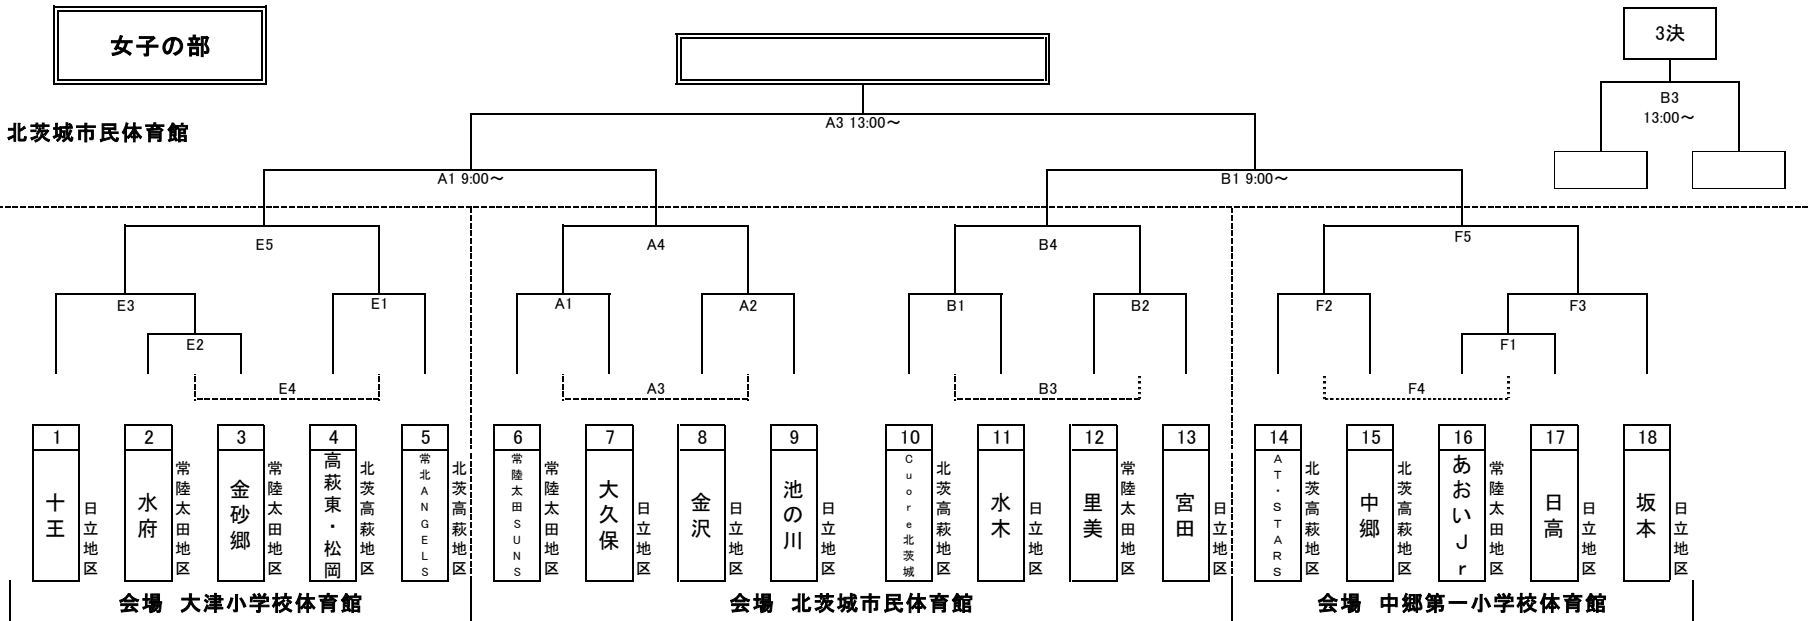 女子の部
3決
B3
13:00～
北茨城市民体育館
A3 13:00～
A1 9:00～
B1 9:00～
E5
A4
B4
F5
E3
E1
A1
A2
B1
B2
F2
F3
E2
F1
E4
A3
B3
F4
1
十王
日立地区
2
水府
常陸太田地区
3
金砂郷
常陸太田地区
4
高萩東・松岡
北茨高萩地区
5
常北ANGELS
北茨高萩地区
6
常陸太田SUNS
常陸太田地区
7
大久保
日立地区
8
金沢
日立地区
9
池の川
日立地区
10
Cuore北茨城
北茨高萩地区
11
水木
日立地区
12
里美
常陸太田地区
13
宮田
日立地区
14
AT・STARS
北茨高萩地区
15
中郷
北茨高萩地区
16
あおいJr
常陸太田地区
17
日高
日立地区
18
坂本
日立地区
会場 大津小学校体育館
会場 北茨城市民体育館
会場 中郷第一小学校体育館